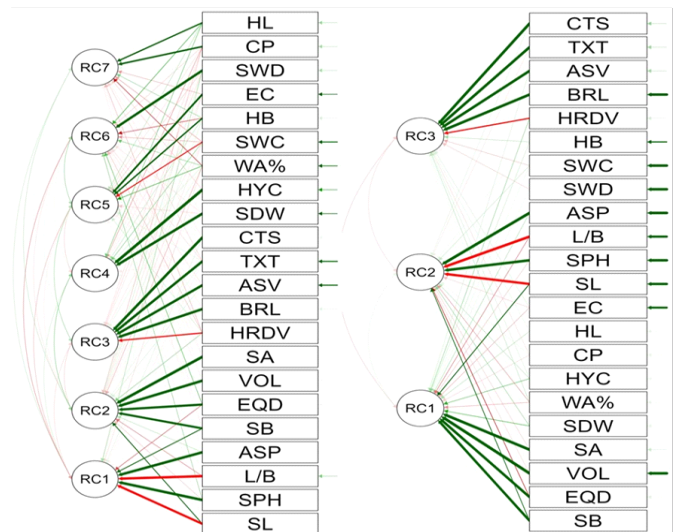 HL
CP
SWD
EC
HB
SWC
WA%
HYC
SDW
CTS
TXT
ASV
BRL
HRDV
SA
VOL
EQD
SB
ASP
L/B
SPH
SL
RC7
RC6
RC5
RC4
RC3
RC2
RC1
CTS
TXT
ASV
BRL
HRDV
HB
SWC
SWD
ASP
L/B
SPH
SL
EC
HL
CP
HYC
WA%
SDW
SA
VOL
EQD
SB
RC3
RC2
RC1